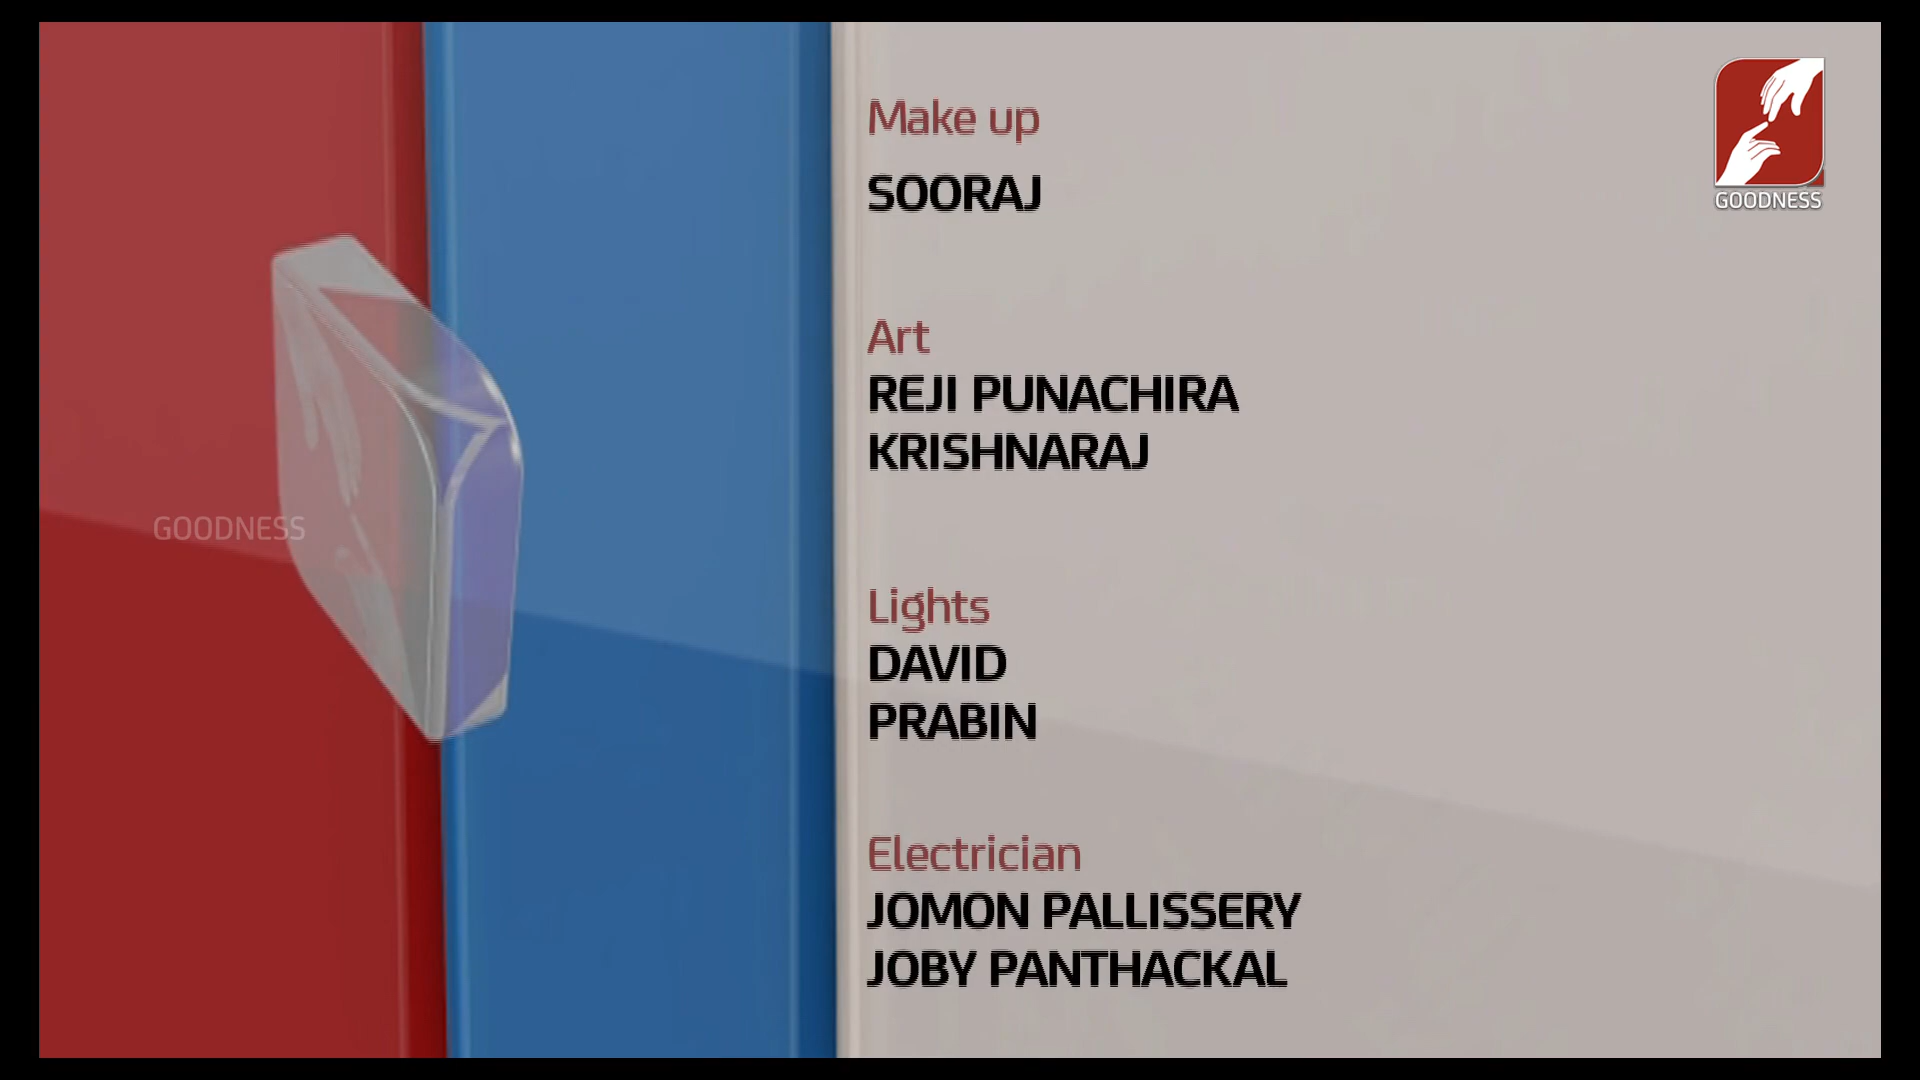 Make up
SOORAJ
GOODNESS
Art
REJI PUNACHIRA
KRISHNARAJ
GOODNESS
Lights
DAVID
PRABIN
Electrician
JOMON PALLISSERY
JOBY PANTHACKAL